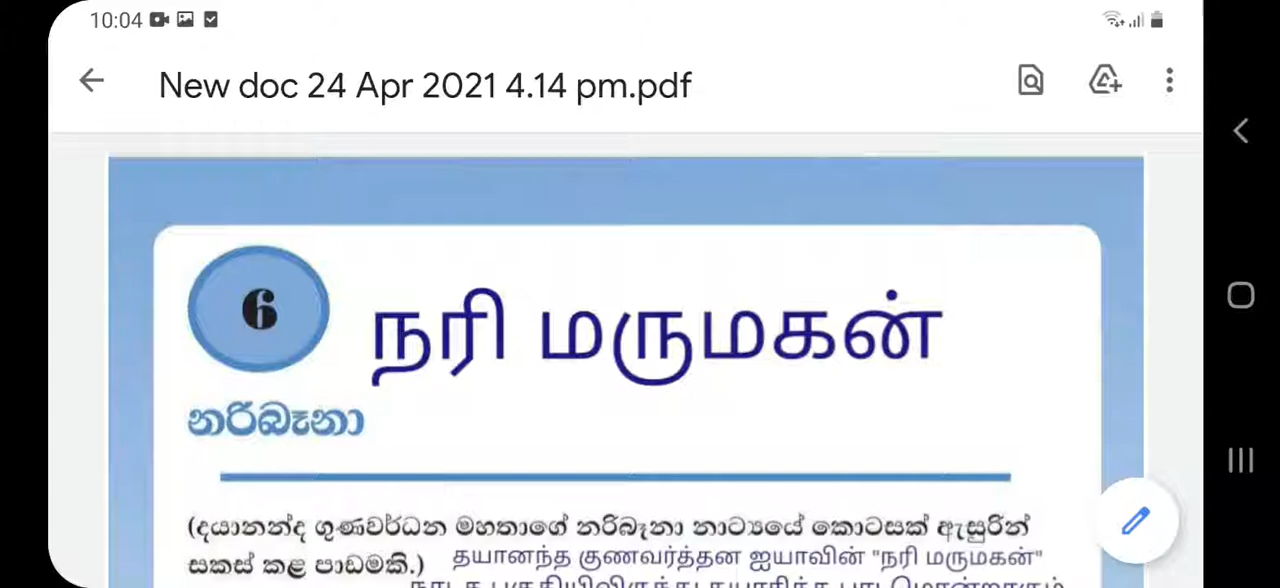 10:04
New doc 24 Apr 2021 4.14 pm.pdf
6
நரி மருமகன்
නරිබෑනා
(දයානන්ද ගුණවර්ධන මහතාගේ නරිබෑනා නාට්‍යයේ කොටසක් ඇසුරින්
සකස් කළ පාඩමකි.)
தயானந்த குணவர்த்தன ஐயாவின் "நரி மருமகன்"